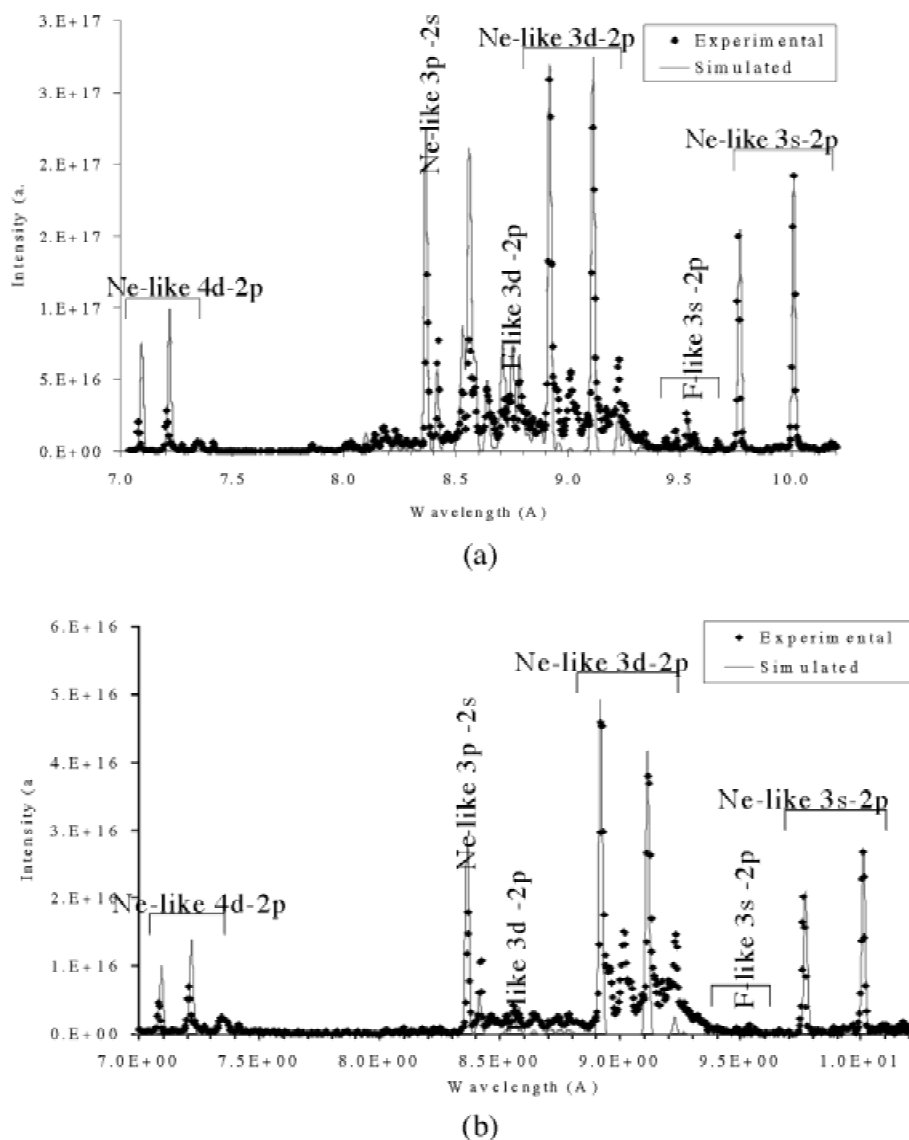 3.E+17
3.E+17
2.E+17
2.E+17
1.E+17
5.E+16
0.E+00
Intensity (a.
Ne-like 4d-2p
Ne-like 3p -2s
F-like 3d -2p
Ne-like 3d-2p
F-like 3s -2p
Ne-like 3s-2p
Experimental
Simulated
7.0 7.5 8.0 8.5 9.0 9.5 10.0
Wavelength (A)
(a)
6.E+16
5.E+16
4.E+16
3.E+16
2.E+16
1.E+16
0.E+00
Intensity (a
Ne-like 4d-2p
Ne-like 3p -2s
F-like 3d -2p
Ne-like 3d-2p
F-like 3s -2p
Ne-like 3s-2p
Experimental
Simulated
7.0E+00 7.5E+00 8.0E+00 8.5E+00 9.0E+00 9.5E+00 1.0E+01
Wavelength (A)
(b)